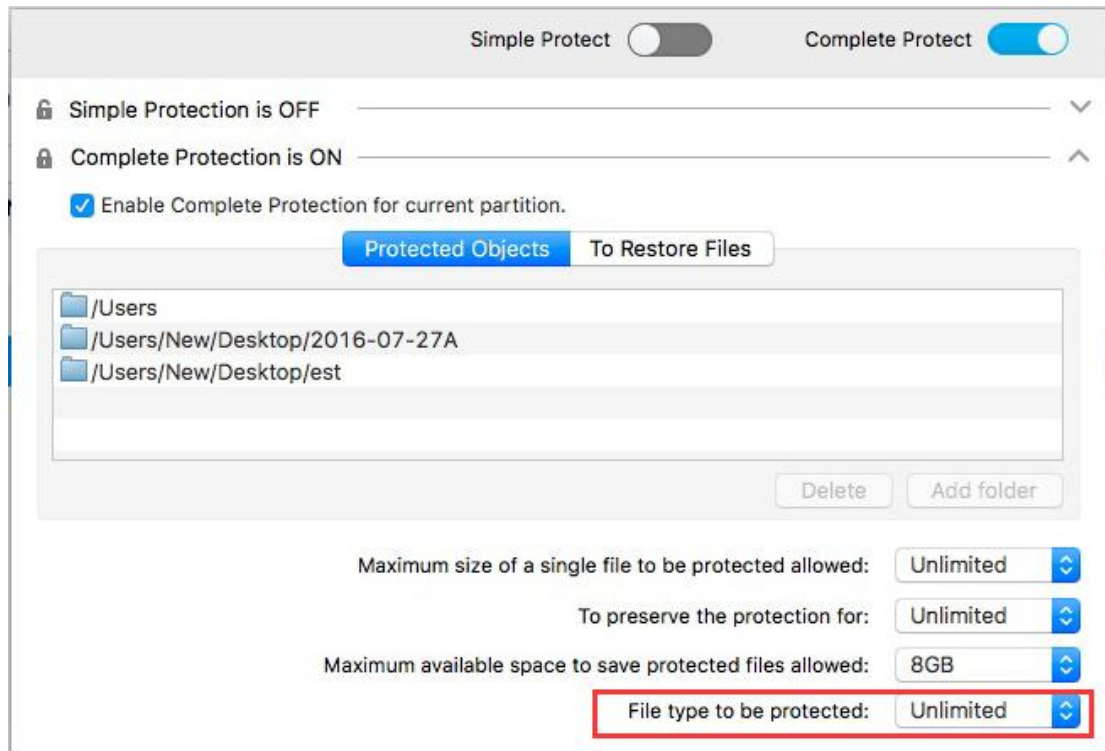 Simple Protect Complete Protect
Simple Protection is OFF
Complete Protection is ON
Enable Complete Protection for current partition.
Protected Objects To Restore Files
/Users
/Users/New/Desktop/2016-07-27A
/Users/New/Desktop/est
Delete Add folder
Maximum size of a single file to be protected allowed: Unlimited
To preserve the protection for: Unlimited
Maximum available space to save protected files allowed: 8GB
File type to be protected: Unlimited